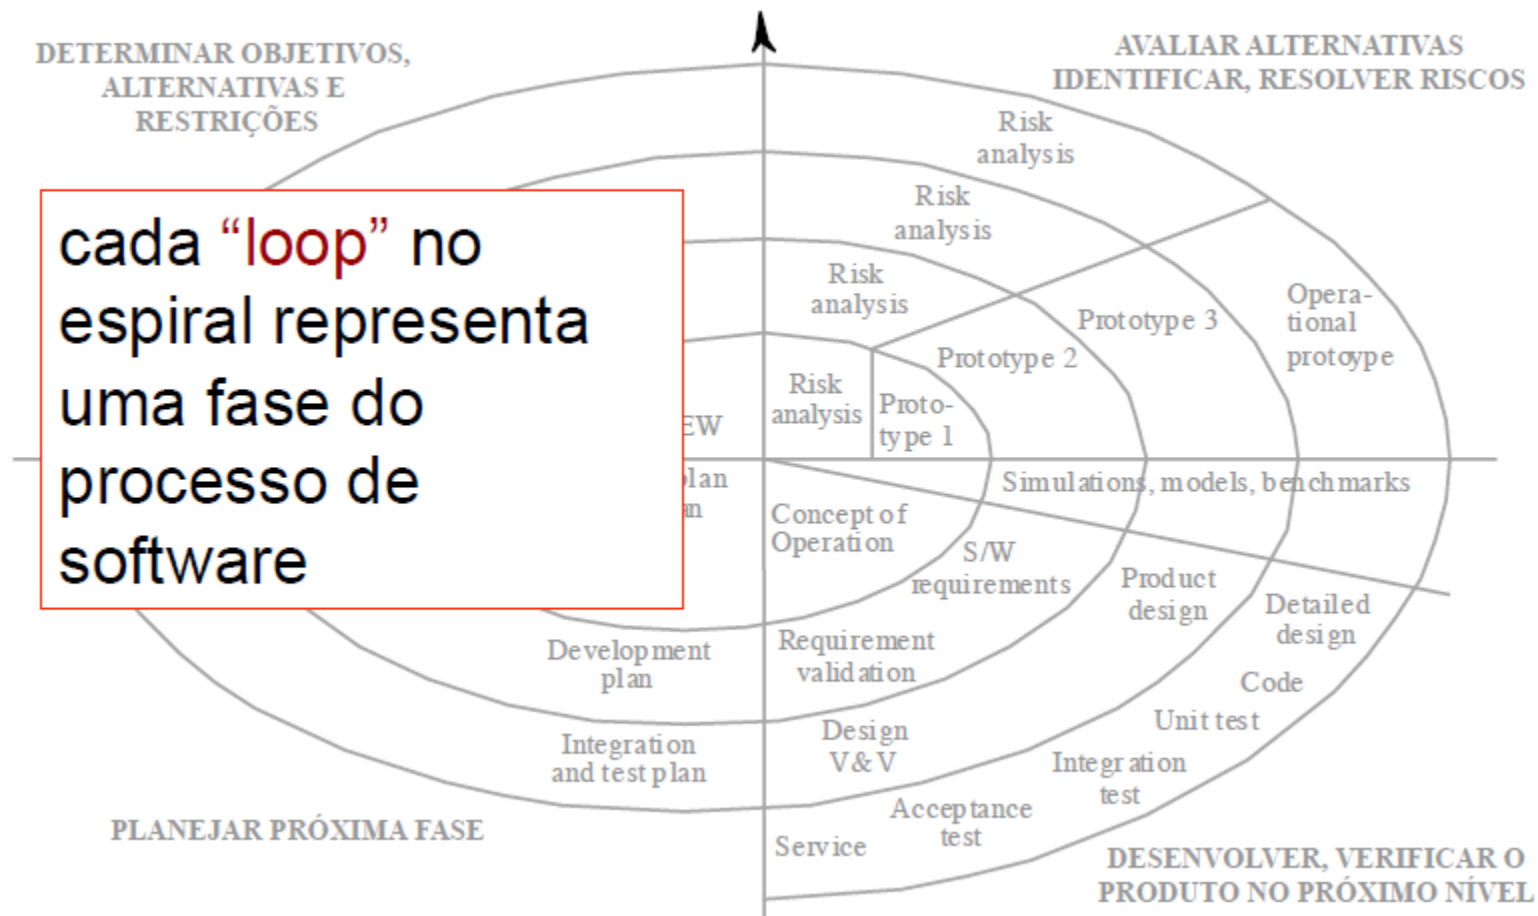 DETERMINAR OBJETIVOS,
ALTERNATIVAS E
RESTRIÇÕES
AVALIAR ALTERNATIVAS
IDENTIFICAR, RESOLVER RISCOS
Risk
analysis
Risk
analysis
Risk
analysis
Risk
analysis
Proto-
type 1
Prototype 2
Prototype 3
Opera-
tional
protoype
cada “loop” no
espiral representa
uma fase do
processo de
software
EW
plan
Simulations, models, benchmarks
Concept of
Operation
S/W
requirements
Product
design
Detailed
design
Development
plan
Requirement
validation
Code
Unit test
Integration
and test plan
Design
V&V
Integration
test
Acceptance
test
Service
PLANEJAR PRÓXIMA FASE
DESENVOLVER, VERIFICAR O
PRODUTO NO PRÓXIMO NÍVEL